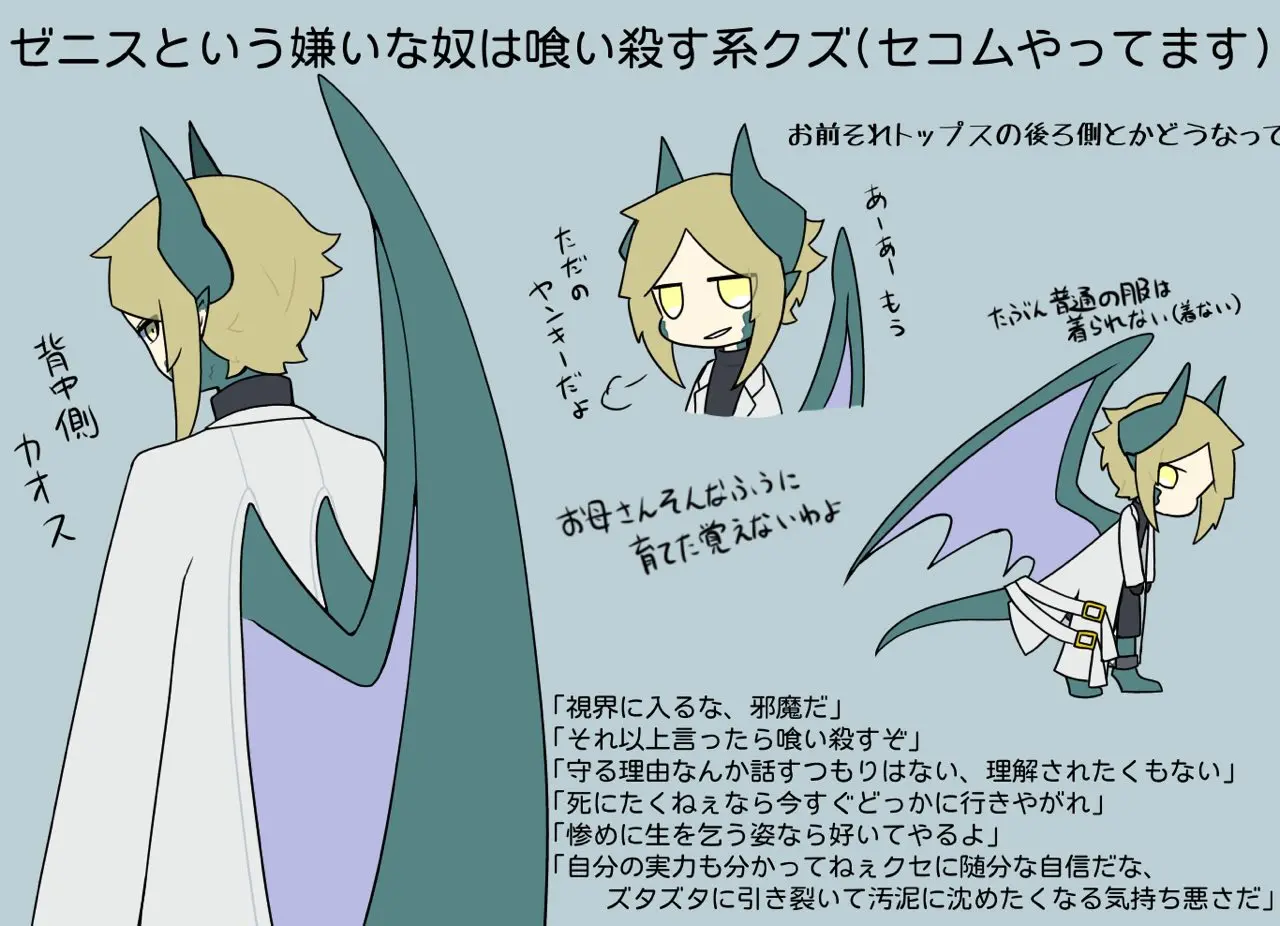 ゼニスという嫌いな奴は喰い殺す系クズ(セコムやってます)
お前それトップスの後ろ側とかどうなって
あーあーもう
ただの
ヤンキーだよ
たぶん普通の服は
着られない(着ない)
背中側
カオス
お母さんそんなふうに
育てた覚えないわよ
「視界に入るな、邪魔だ」
「それ以上言ったら喰い殺すぞ」
「守る理由なんか話すつもりはない、理解されたくもない」
「死にたくねぇなら今すぐどっかに行きやがれ」
「惨めに生を乞う姿なら好いてやるよ」
「自分の実力も分かってねぇクセに随分な自信だな、
ズタズタに引き裂いて汚泥に沈めたくなる気持ち悪さだ」